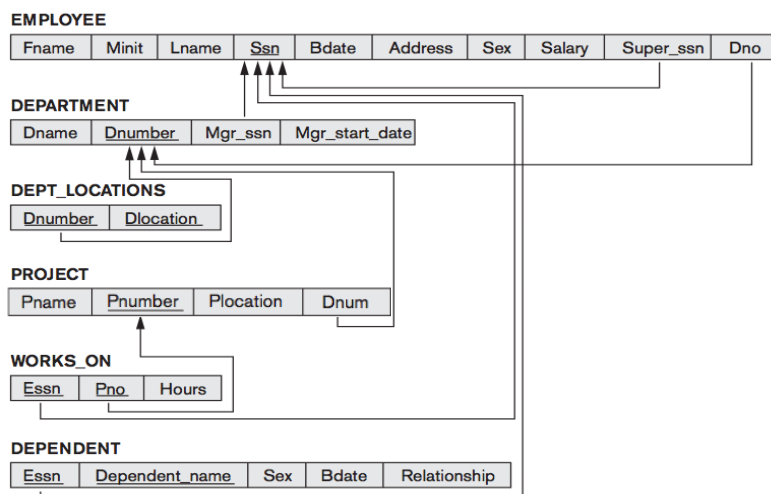 EMPLOYEE
Fname Minit Lname Ssn Bdate Address Sex Salary Super_ssn Dno
DEPARTMENT
Dname Dnumber Mgr_ssn Mgr_start_date
DEPT_LOCATIONS
Dnumber Dlocation
PROJECT
Pname Pnumber Plocation Dnum
WORKS_ON
Essn Pno Hours
DEPENDENT
Essn Dependent_name Sex Bdate Relationship